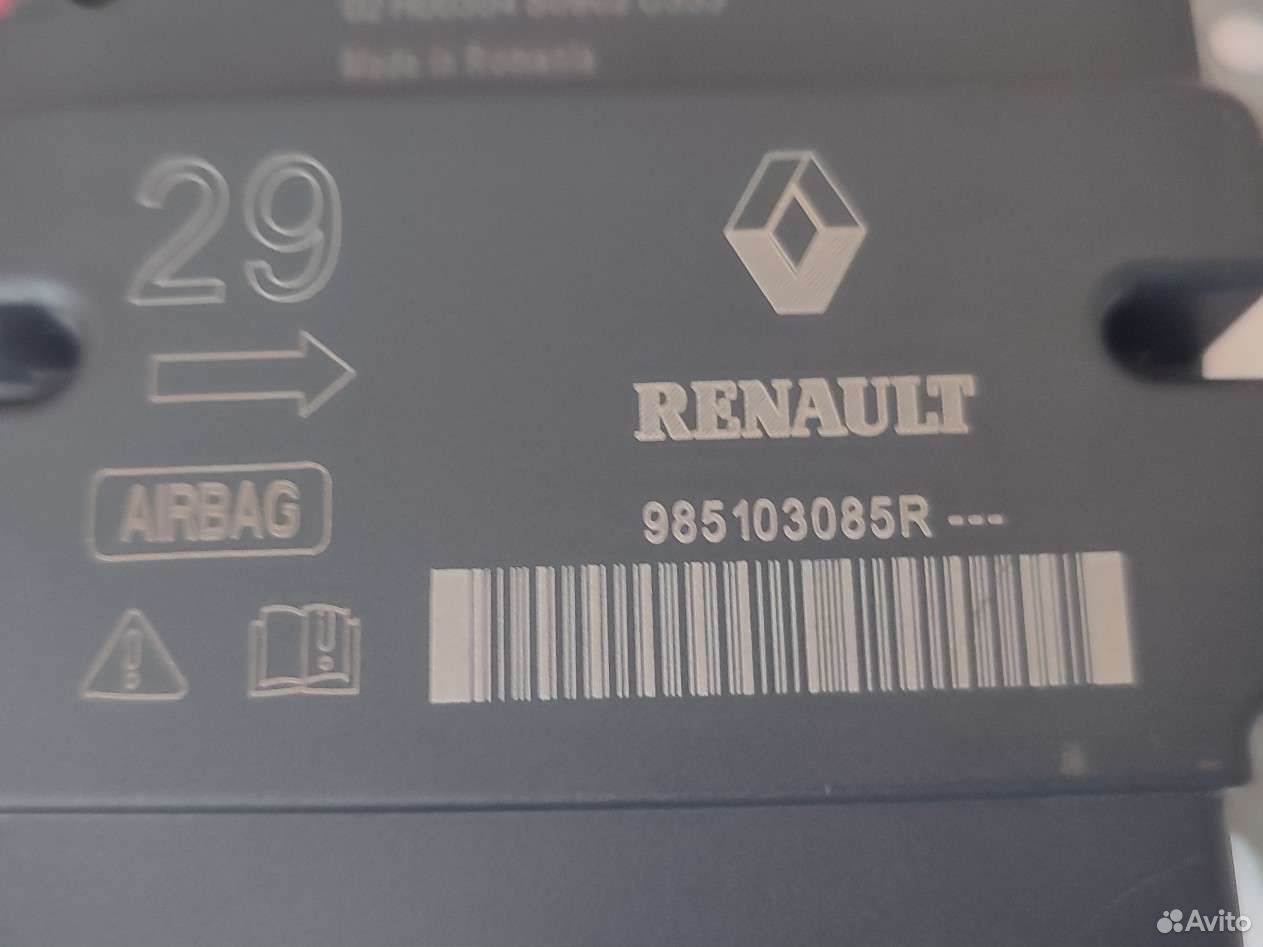 Made in Romania
29
RENAULT
AIRBAG
985103085R ---
Avito